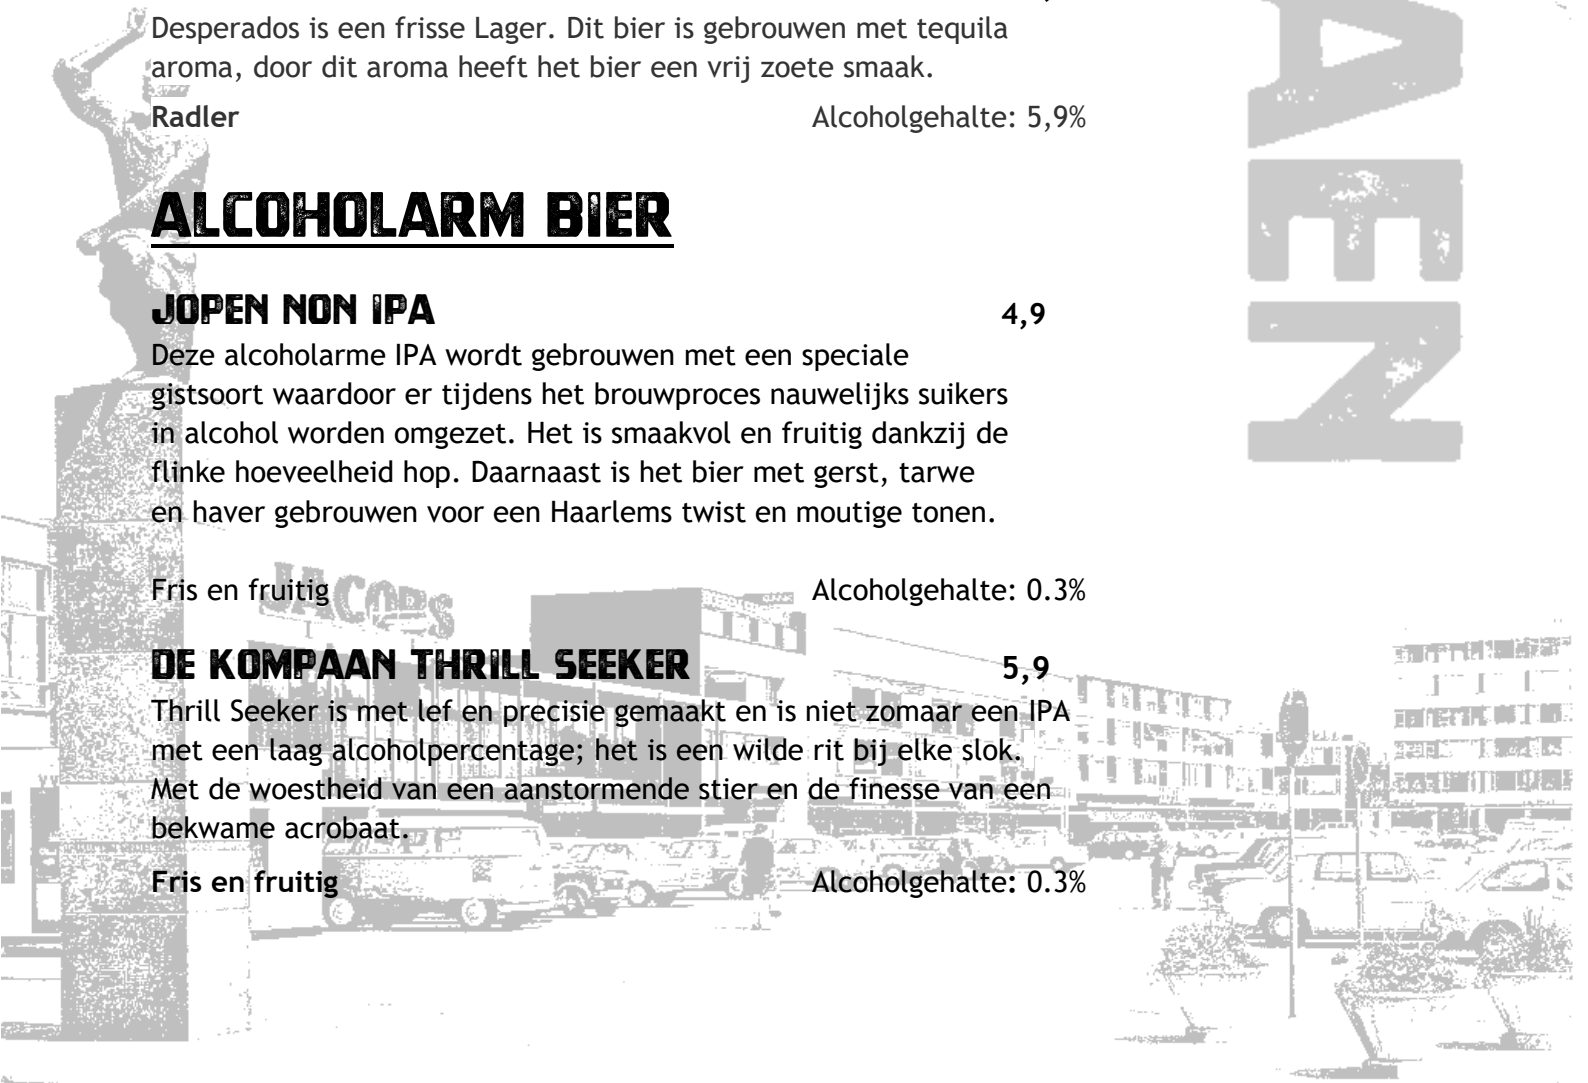 Desperados is een frisse Lager. Dit bier is gebrouwen met tequila
aroma, door dit aroma heeft het bier een vrij zoete smaak.
Radler Alcoholgehalte: 5,9%
ALCOHOLARM BIER
JOPEN NON IPA 4,9
Deze alcoholarme IPA wordt gebrouwen met een speciale
gistsoort waardoor er tijdens het brouwproces nauwelijks suikers
in alcohol worden omgezet. Het is smaakvol en fruitig dankzij de
flinke hoeveelheid hop. Daarnaast is het bier met gerst, tarwe
en haver gebrouwen voor een Haarlems twist en moutige tonen.
Fris en fruitig Alcoholgehalte: 0.3%
DE KOMPAAN THRILL SEEKER 5,9
Thrill Seeker is met lef en precisie gemaakt en is niet zomaar een IPA
met een laag alcoholpercentage; het is een wilde rit bij elke slok.
Met de woestheid van een aanstormende stier en de finesse van een
bekwame acrobaat.
Fris en fruitig Alcoholgehalte: 0.3%
JACOBS
AEN